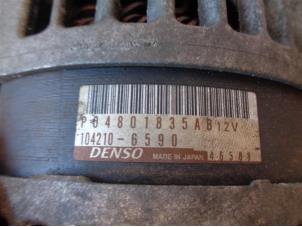 P04801835AB 12V
104210-6590
DENSO MADE IN JAPAN